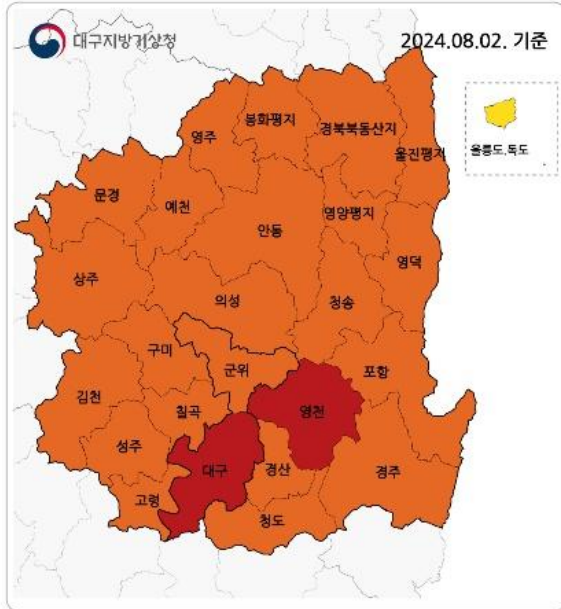 대구지방기상청
2024.08.02. 기준
봉화평지
영주
경북북동산지
울릉도.독도
울진평지
문경
예천
영양평지
안동
영덕
상주
의성
청송
구미
군위
포항
김천
칠곡
영천
성주
대구
경산
경주
고령
청도